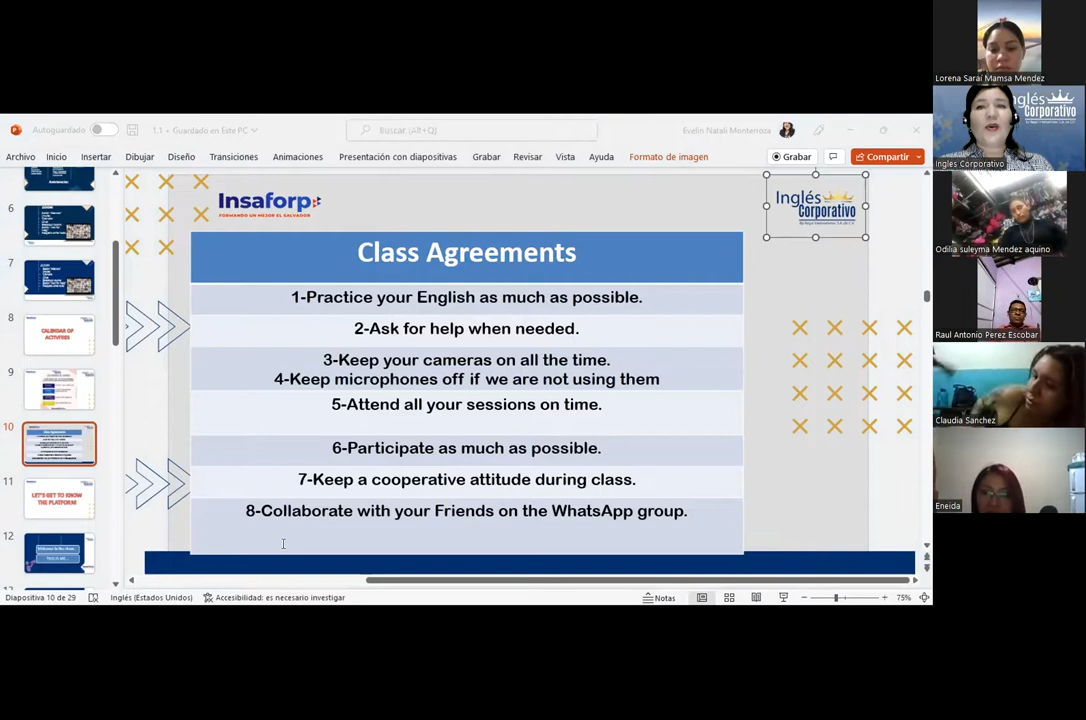 Autoguardado
1.1 • Guardado en Este PC
Buscar (Alt+Q)
Evelin Natali Monterroza
Archivo Inicio Insertar Dibujar Diseño Transiciones Animaciones Presentación con diapositivas Grabar Revisar Vista Ayuda Formato de imagen Grabar Compartir
6
7
8
CALENDAR OF
ACTIVITIES
9
10
11
LET'S GET TO KNOW
THE PLATFORM
12
Insaforp
FORMANDO UN MEJOR EL SALVADOR
Inglés
Corporativo
Class Agreements
1-Practice your English as much as possible.
2-Ask for help when needed.
3-Keep your cameras on all the time.
4-Keep microphones off if we are not using them
5-Attend all your sessions on time.
6-Participate as much as possible.
7-Keep a cooperative attitude during class.
8-Collaborate with your Friends on the WhatsApp group.
Diapositiva 10 de 29 Inglés (Estados Unidos) Accesibilidad: es necesario investigar Notas 75%
Lorena Saraí Mamsa Mendez
Inglés
Corporativo
Inglés Corporativo
Odilia suleyma Mendez aquino
Raul Antonio Perez Escobar
Claudia Sanchez
Eneida